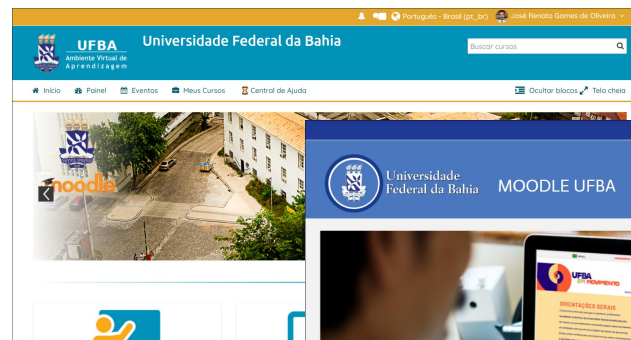 Português - Brasil (pt_br) José Renato Gomes de Oliveira
UFBA
Ambiente Virtual de
Aprendizagem
Universidade Federal da Bahia
Buscar cursos
Início Painel Eventos Meus Cursos Central de Ajuda
Ocultar blocos Tela cheia
moodle
Universidade
Federal da Bahia
MOODLE UFBA
UFBA
EM MOVIMENTO
ORIENTAÇÕES GERAIS